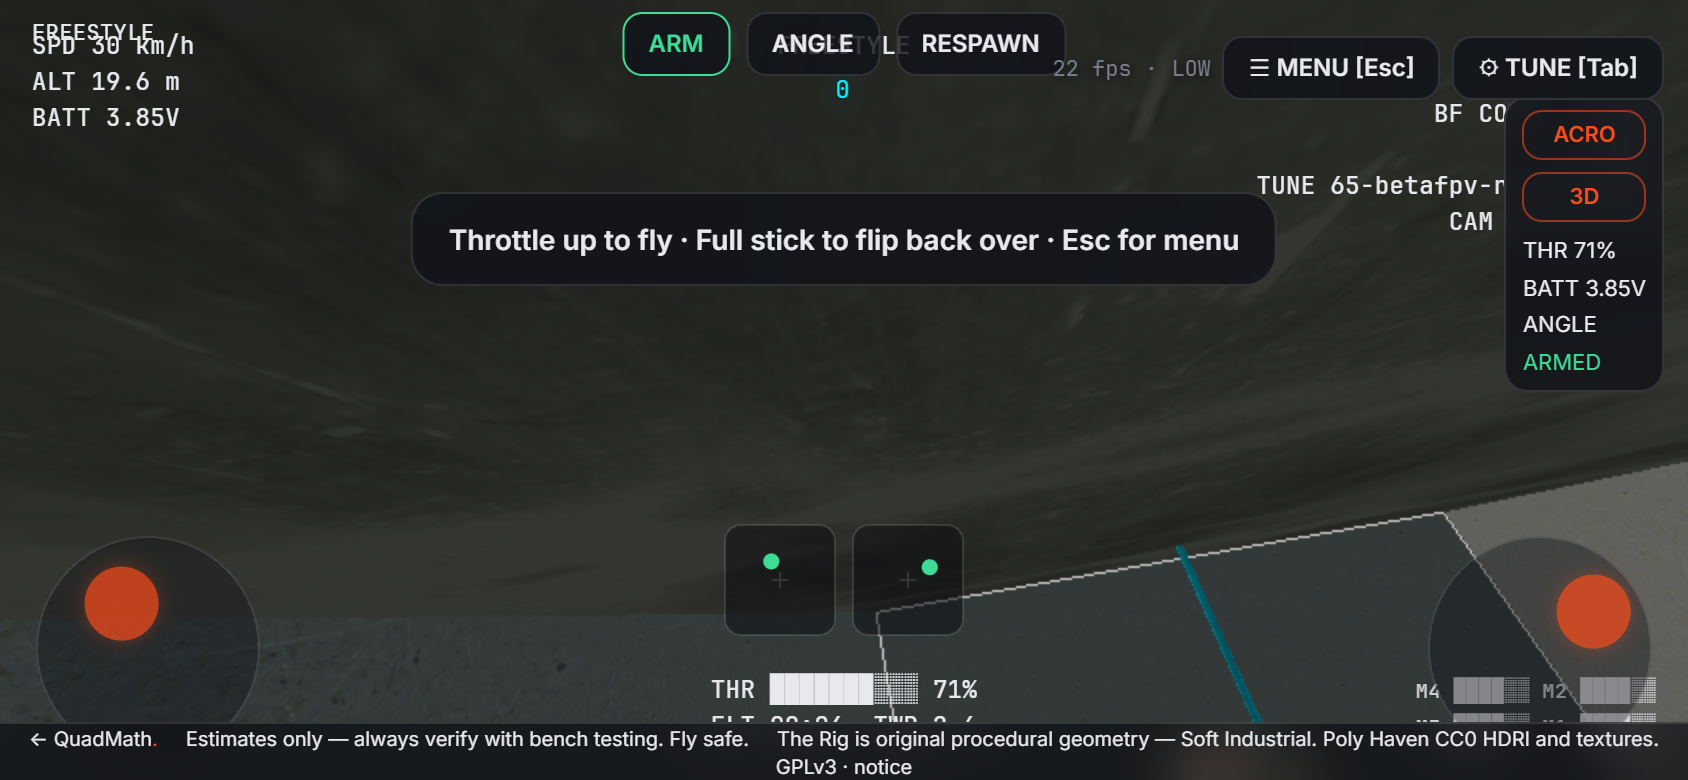 FREESTYLE
SPD 30 km/h
ALT 19.6 m
BATT 3.85V
ARM
ANGLE
RESPAWN
0
22 fps · LOW
☰ MENU [Esc]
⚙ TUNE [Tab]
BF CO
TUNE 65-betafpv-
CAM
ACRO
3D
THR 71%
BATT 3.85V
ANGLE
ARMED
Throttle up to fly · Full stick to flip back over · Esc for menu
THR 71%
M4 M2
← QuadMath. Estimates only — always verify with bench testing. Fly safe. The Rig is original procedural geometry — Soft Industrial. Poly Haven CC0 HDRI and textures.
GPLv3 · notice